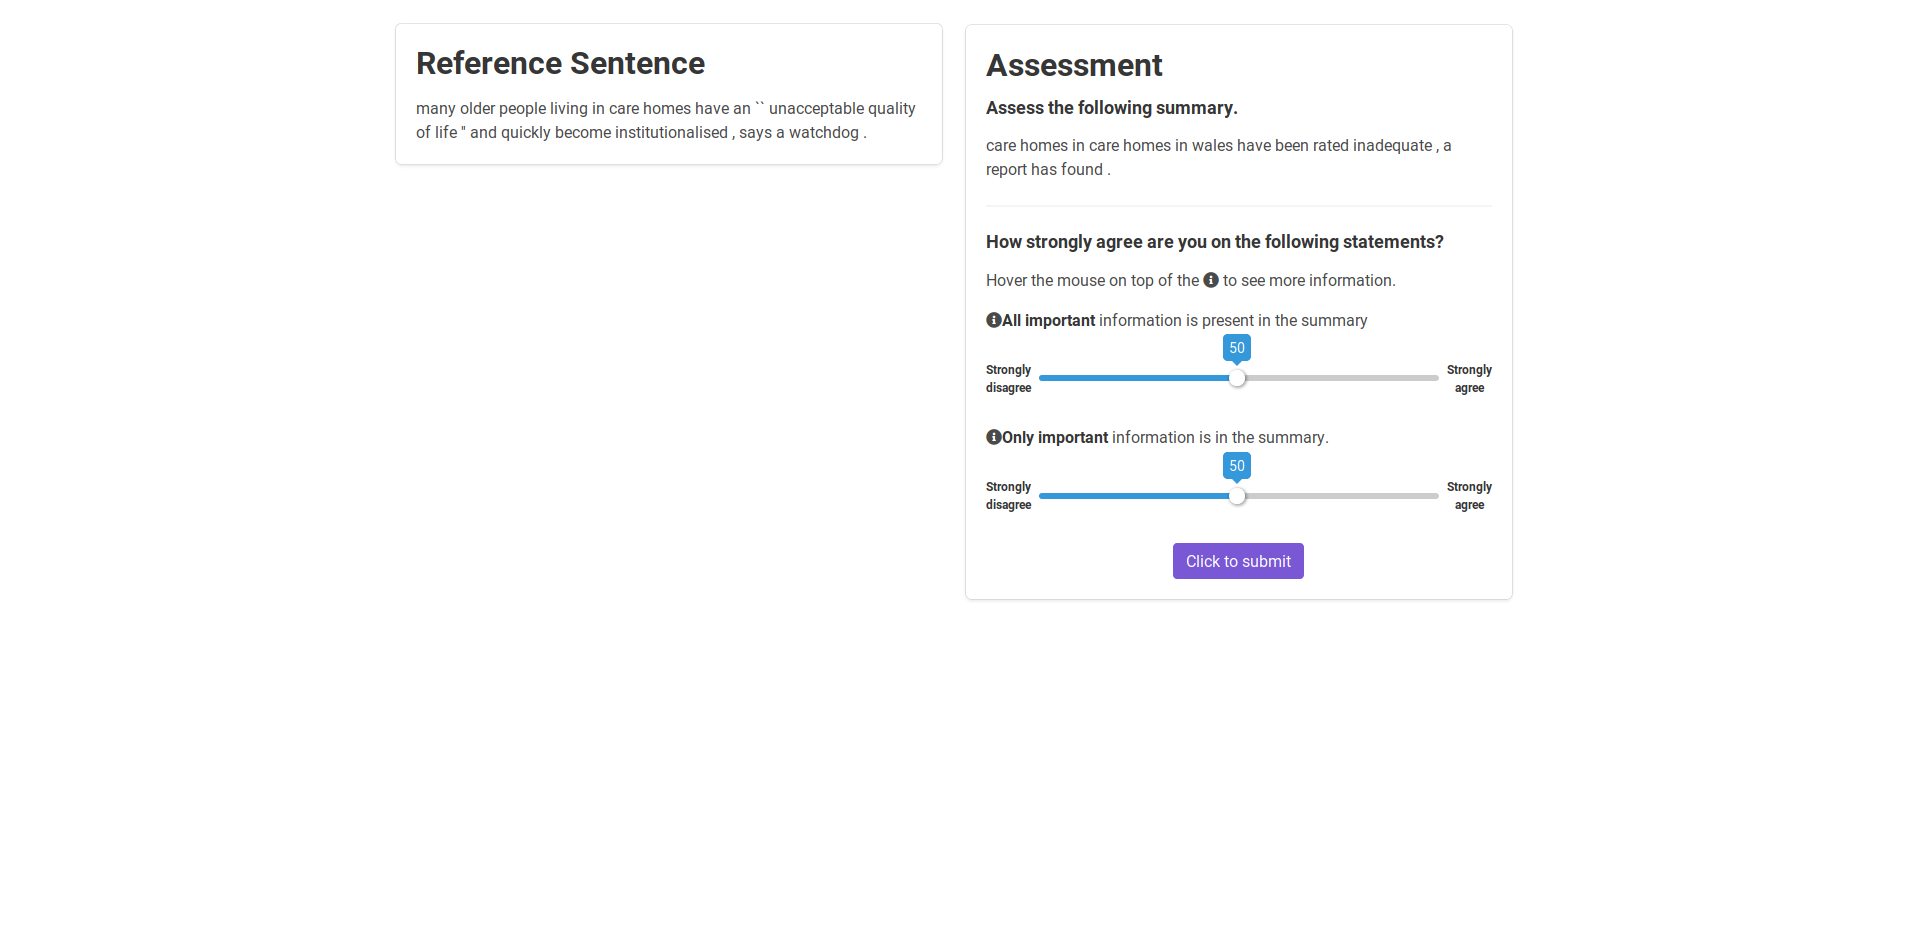 Reference Sentence
many older people living in care homes have an `` unacceptable quality
of life '' and quickly become institutionalised , says a watchdog .
Assessment
Assess the following summary.
care homes in care homes in wales have been rated inadequate , a
report has found .
How strongly agree are you on the following statements?
Hover the mouse on top of the to see more information.
All important information is present in the summary
50
Strongly
disagree
Strongly
agree
Only important information is in the summary.
50
Strongly
disagree
Strongly
agree
Click to submit